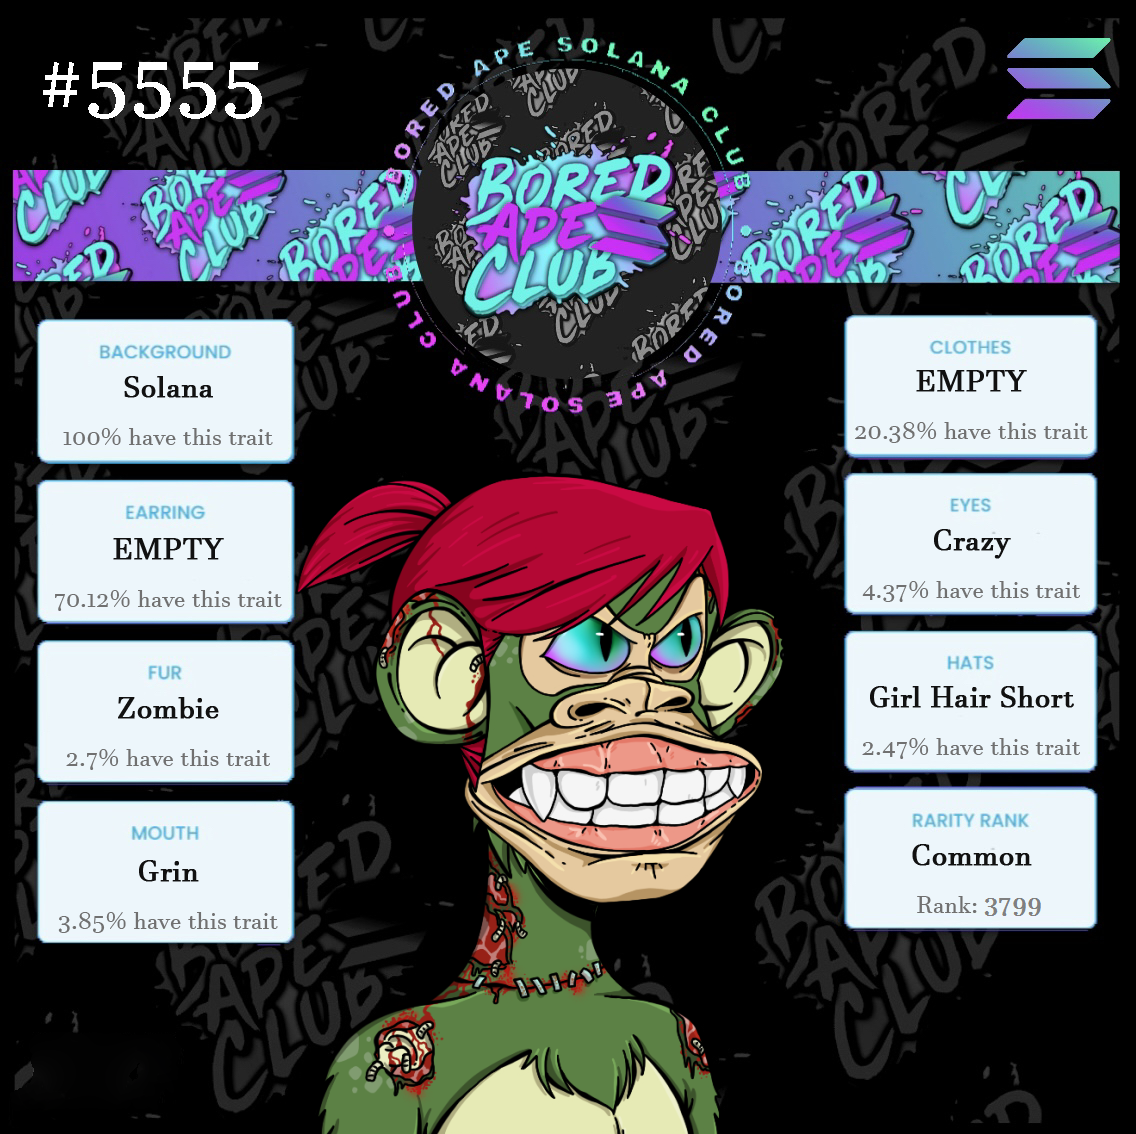 #5555
BORED APE SOLANA CLUB
BORED
APE
CLUB
BORED APE SOLANA CLUB
BACKGROUND
Solana
100% have this trait
EARRING
EMPTY
70.12% have this trait
FUR
Zombie
2.7% have this trait
MOUTH
Grin
3.85% have this trait
CLOTHES
EMPTY
20.38% have this trait
EYES
Crazy
4.37% have this trait
HATS
Girl Hair Short
2.47% have this trait
RARITY RANK
Common
Rank: 3799